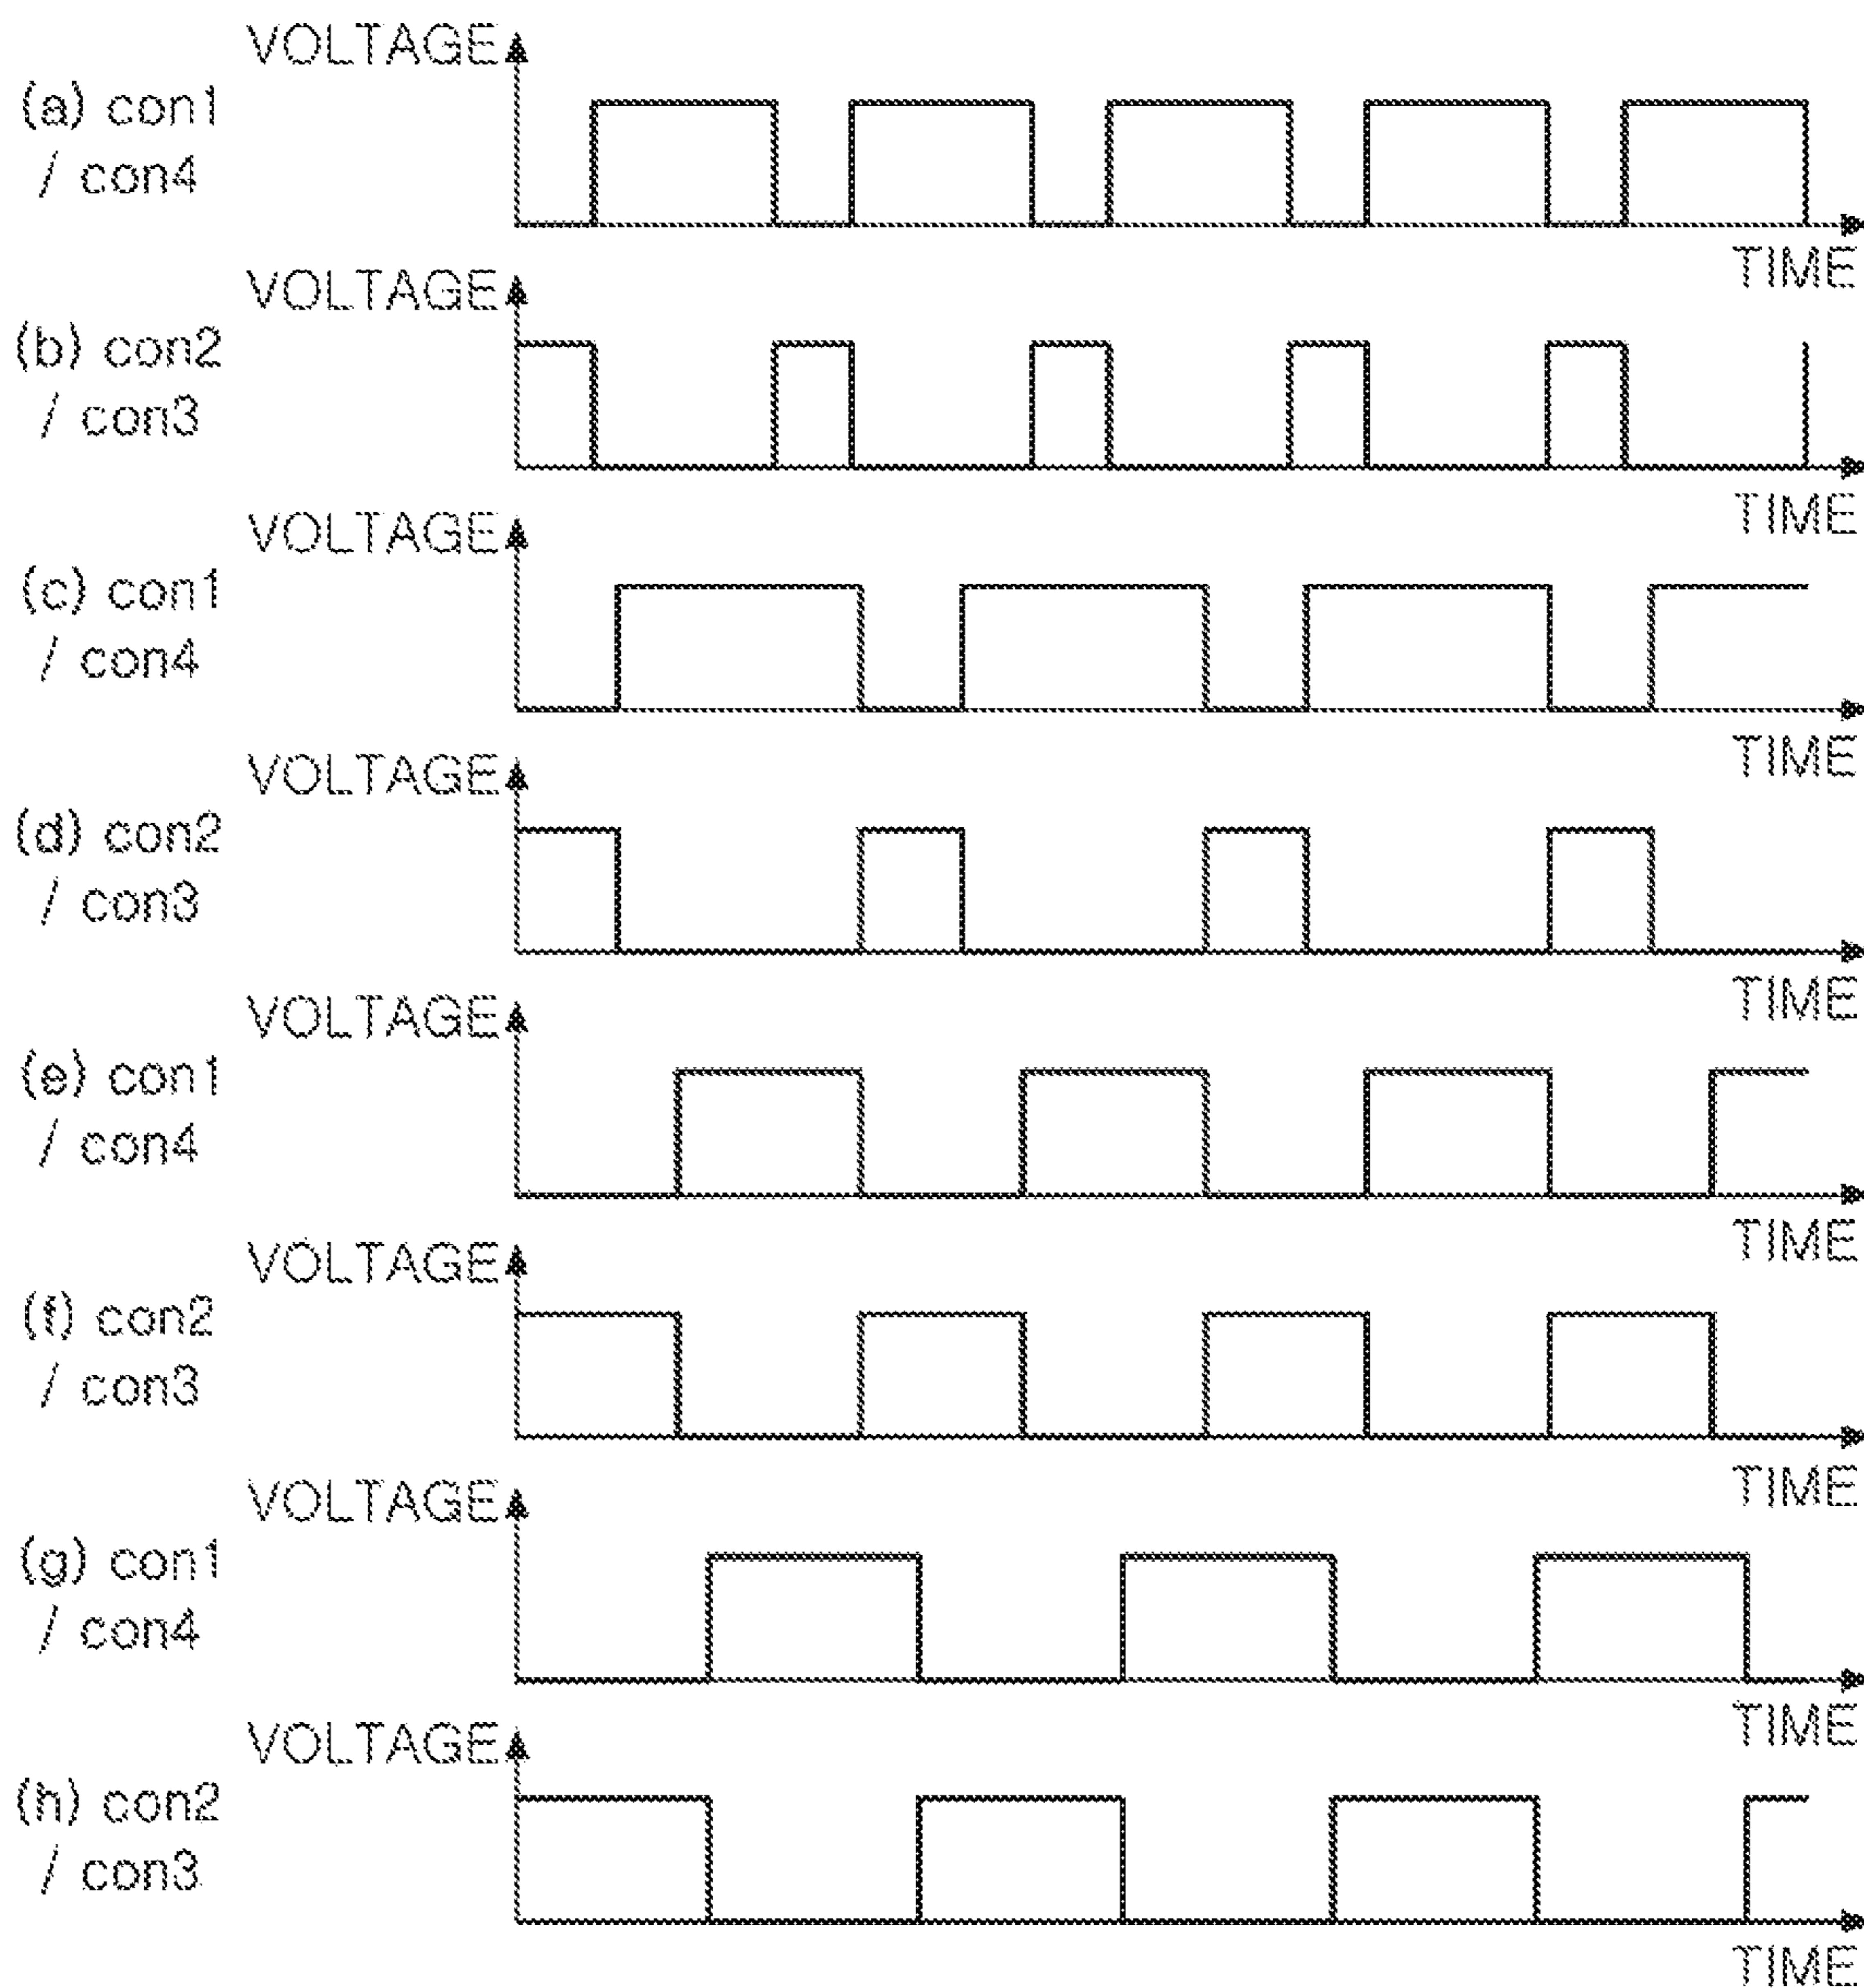 VOLTAGE
(a) con1
/ con4
TIME
VOLTAGE
(b) con2
/ con3
TIME
VOLTAGE
(c) con1
/ con4
TIME
VOLTAGE
(d) con2
/ con3
TIME
VOLTAGE
(e) con1
/ con4
TIME
VOLTAGE
(f) con2
/ con3
TIME
VOLTAGE
(g) con1
/ con4
TIME
VOLTAGE
(h) con2
/ con3
TIME